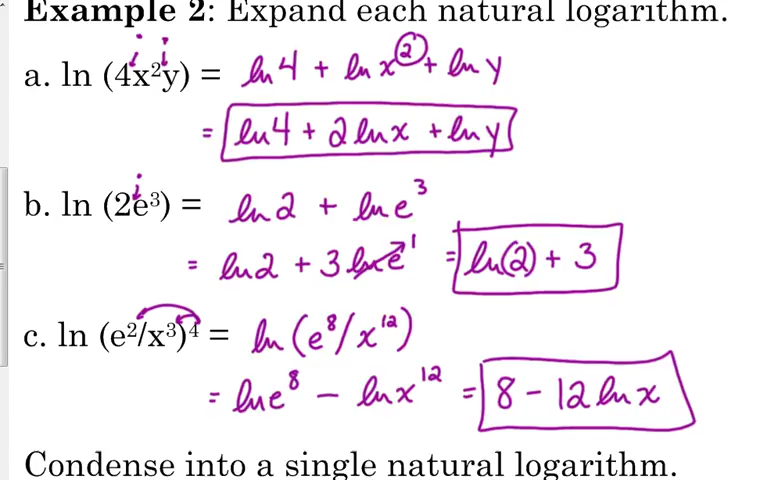 Example 2: Expand each natural logarithm.
a. ln (4x²y) = ln 4 + ln x² + ln y
= ln 4 + 2 ln x + ln y
b. ln (2e³) = ln 2 + ln e³
= ln 2 + 3 ln e 1 = ln(2) + 3
c. ln (e²/x³)⁴ = ln (e⁸/x¹²)
= ln e⁸ − ln x¹² = 8 − 12 ln x
Condense into a single natural logarithm.